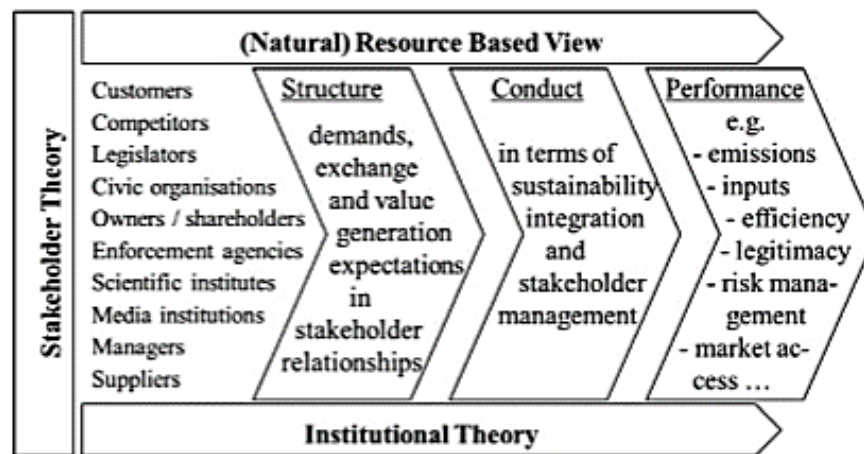 (Natural) Resource Based View
Stakeholder Theory
Customers
Competitors
Legislators
Civic organisations
Owners / shareholders
Enforcement agencies
Scientific institutes
Media institutions
Managers
Suppliers
Structure
demands,
exchange
and value
generation
expectations
in
stakeholder
relationships
Conduct
in terms of
sustainability
integration
and
stakeholder
management
Performance
e.g.
- emissions
- inputs
- efficiency
- legitimacy
- risk mana-
gement
- market ac-
cess ...
Institutional Theory